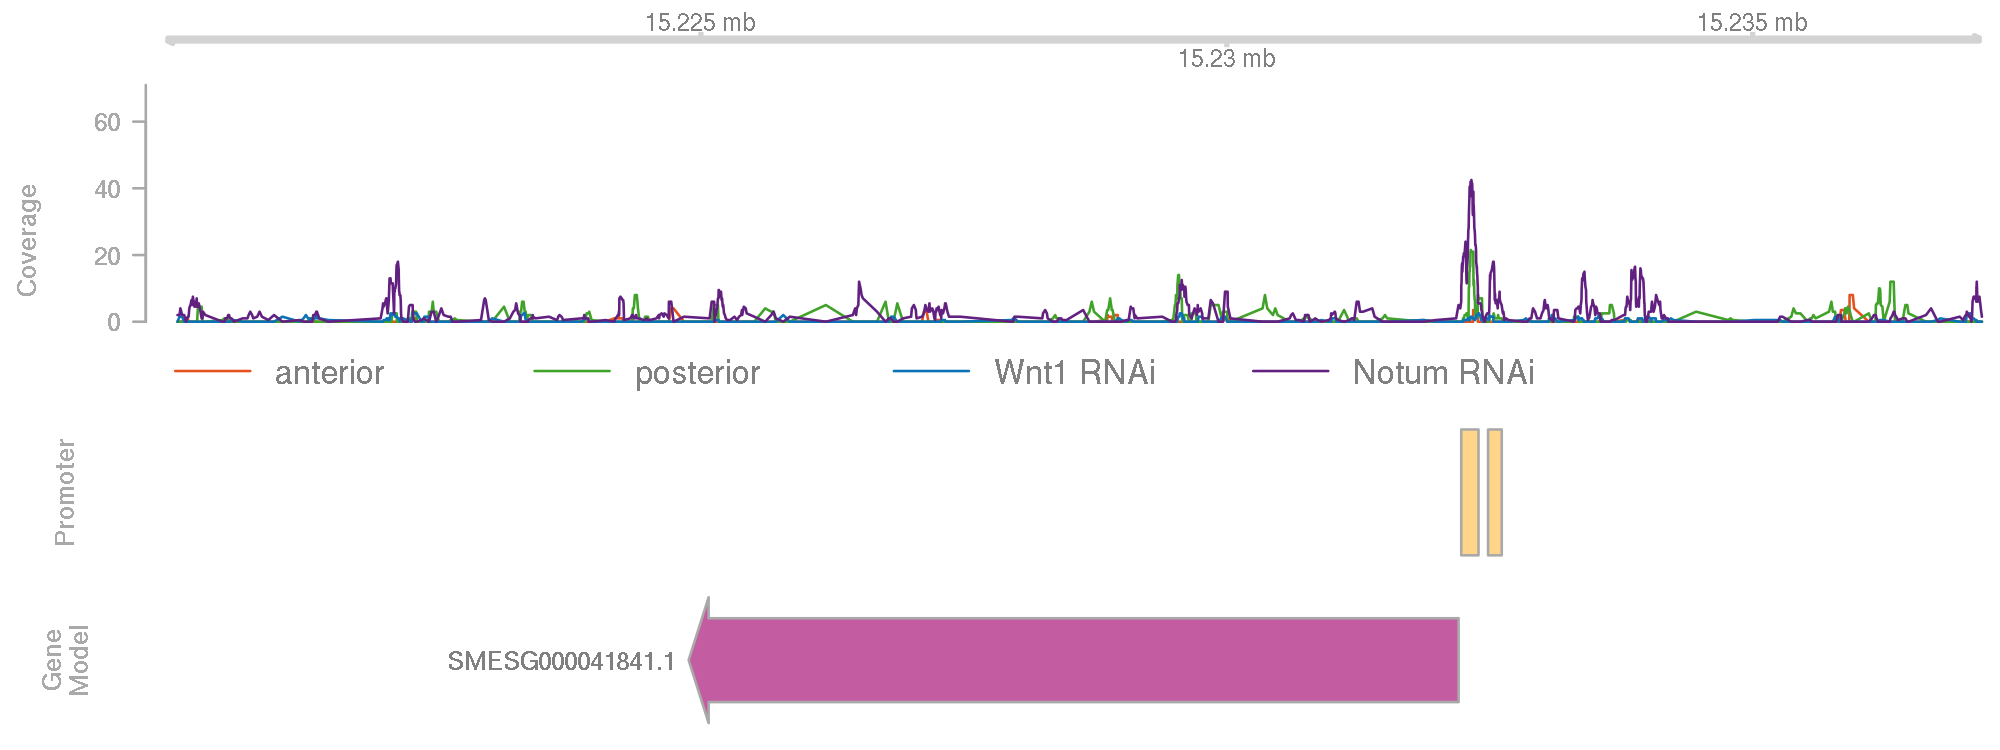 15.225 mb
15.235 mb
15.23 mb
60
40
20
0
Coverage
anterior posterior Wnt1 RNAi Notum RNAi
Promoter
Gene
Model
SMESG000041841.1